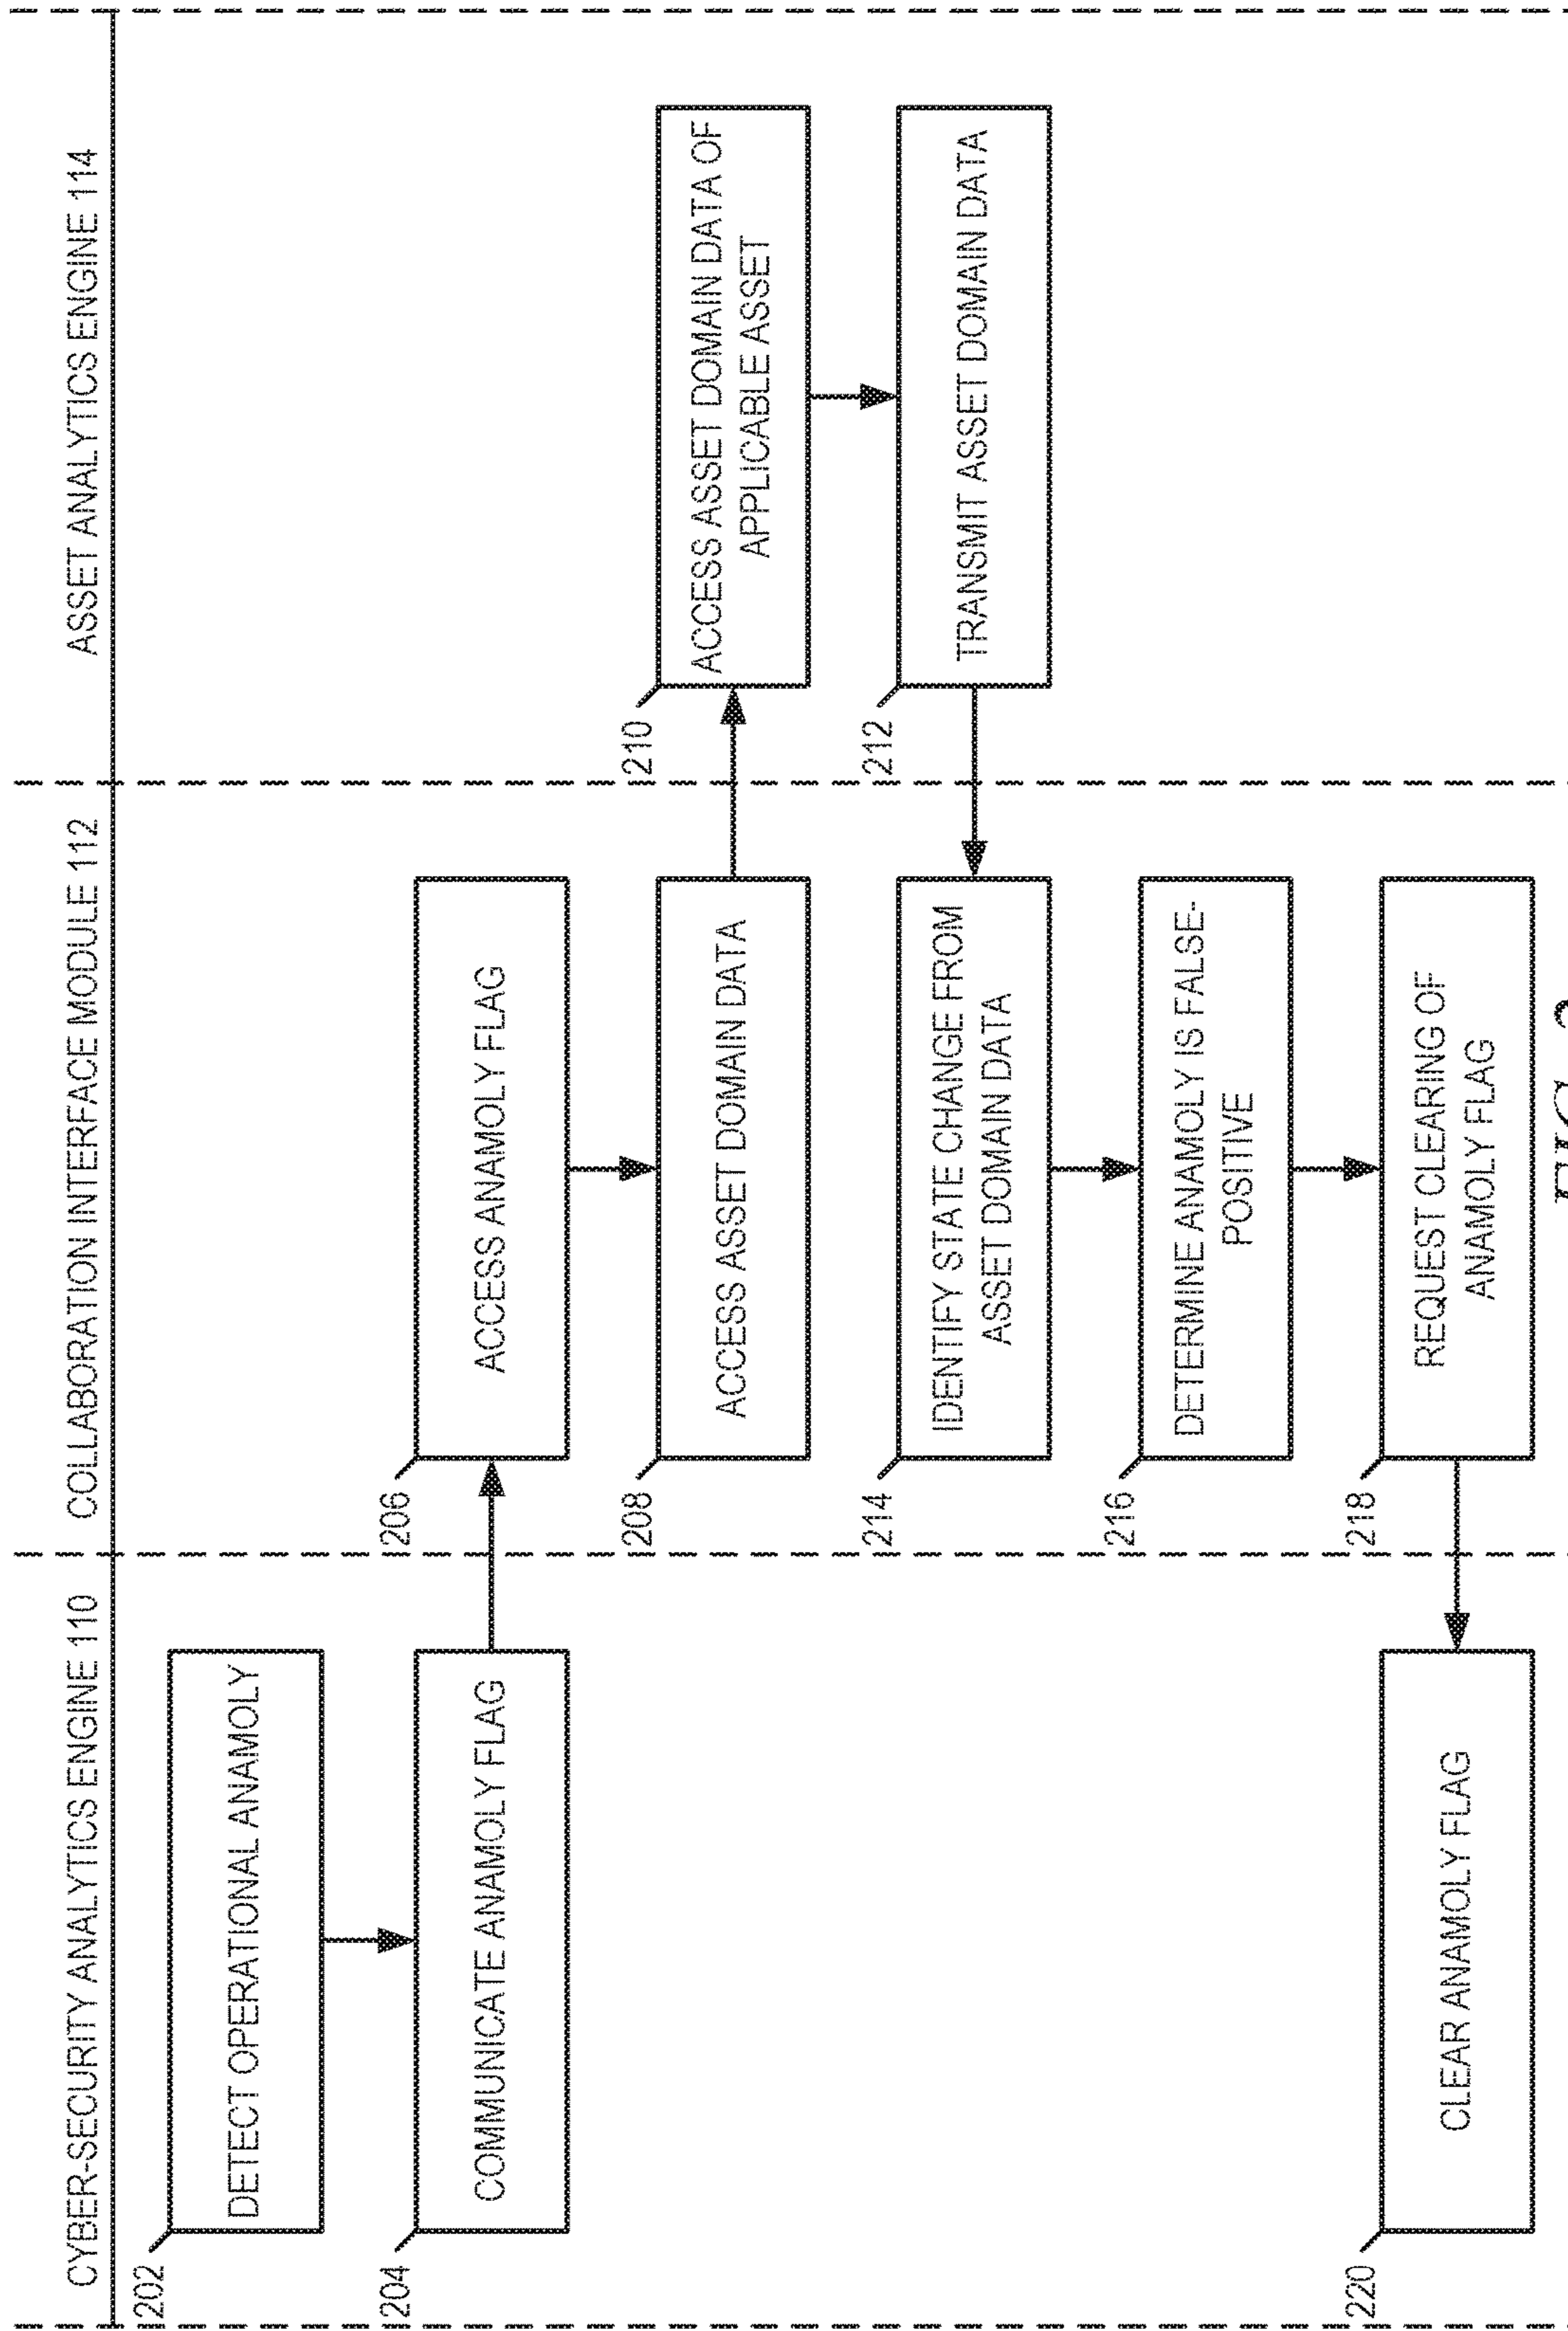 CYBER-SECURITY ANALYTICS ENGINE 110
COLLABORATION INTERFACE MODULE 112
ASSET ANALYTICS ENGINE 114
202
DETECT OPERATIONAL ANAMOLY
204
COMMUNICATE ANAMOLY FLAG
206
ACCESS ANAMOLY FLAG
208
ACCESS ASSET DOMAIN DATA
210
ACCESS ASSET DOMAIN DATA OF
APPLICABLE ASSET
212
TRANSMIT ASSET DOMAIN DATA
214
IDENTIFY STATE CHANGE FROM
ASSET DOMAIN DATA
216
DETERMINE ANAMOLY IS FALSE-
POSITIVE
218
REQUEST CLEARING OF
ANAMOLY FLAG
220
CLEAR ANAMOLY FLAG